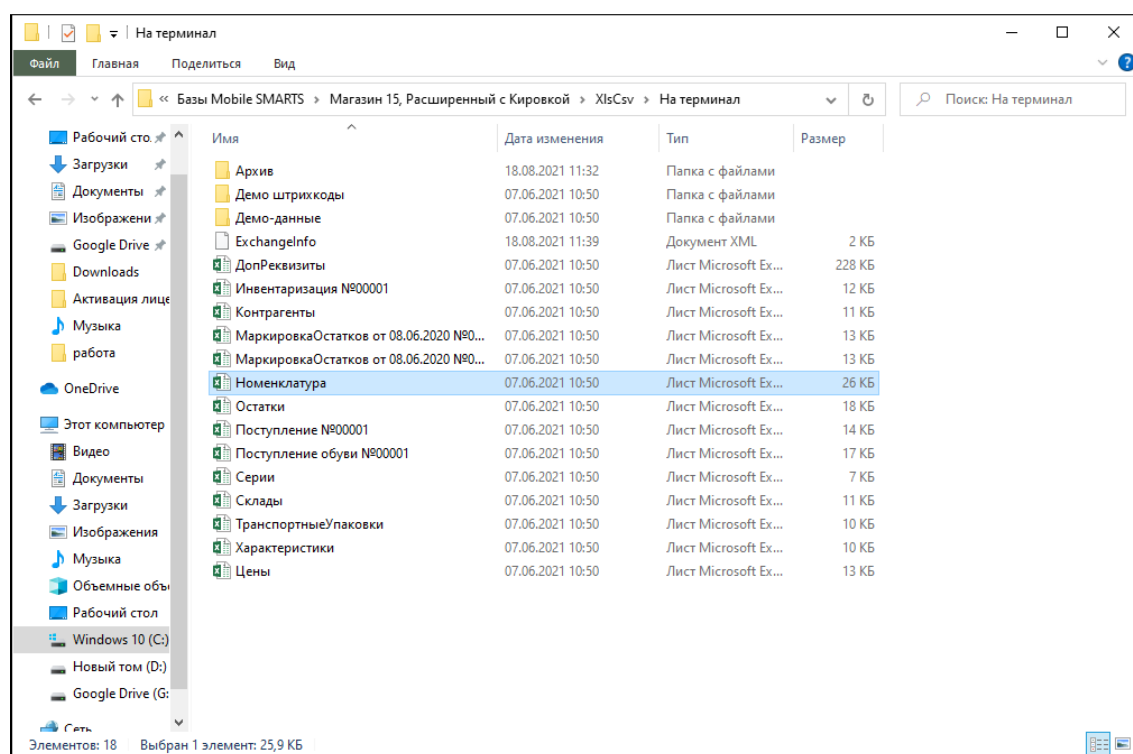 На терминал
Файл Главная Поделиться Вид
« Базы Mobile SMARTS › Магазин 15, Расширенный с Кировкой › XlsCsv › На терминал
Поиск: На терминал
Рабочий сто.
Загрузки
Документы
Изображени
Google Drive
Downloads
Активация лице
Музыка
работа
OneDrive
Этот компьютер
Видео
Документы
Загрузки
Изображения
Музыка
Объемные объ
Рабочий стол
Windows 10 (C:)
Новый том (D:)
Google Drive (G:
Сеть
Имя Дата изменения Тип Размер
Архив 18.08.2021 11:32 Папка с файлами
Демо штрихкоды 07.06.2021 10:50 Папка с файлами
Демо-данные 07.06.2021 10:50 Папка с файлами
ExchangeInfo 18.08.2021 11:39 Документ XML 2 КБ
ДопРеквизиты 07.06.2021 10:50 Лист Microsoft Ex... 228 КБ
Инвентаризация №00001 07.06.2021 10:50 Лист Microsoft Ex... 12 КБ
Контрагенты 07.06.2021 10:50 Лист Microsoft Ex... 11 КБ
МаркировкаОстатков от 08.06.2020 №0... 07.06.2021 10:50 Лист Microsoft Ex... 13 КБ
МаркировкаОстатков от 08.06.2020 №0... 07.06.2021 10:50 Лист Microsoft Ex... 13 КБ
Номенклатура 07.06.2021 10:50 Лист Microsoft Ex... 26 КБ
Остатки 07.06.2021 10:50 Лист Microsoft Ex... 18 КБ
Поступление №00001 07.06.2021 10:50 Лист Microsoft Ex... 14 КБ
Поступление обуви №00001 07.06.2021 10:50 Лист Microsoft Ex... 17 КБ
Серии 07.06.2021 10:50 Лист Microsoft Ex... 7 КБ
Склады 07.06.2021 10:50 Лист Microsoft Ex... 11 КБ
ТранспортныеУпаковки 07.06.2021 10:50 Лист Microsoft Ex... 10 КБ
Характеристики 07.06.2021 10:50 Лист Microsoft Ex... 10 КБ
Цены 07.06.2021 10:50 Лист Microsoft Ex... 13 КБ
Элементов: 18 Выбран 1 элемент: 25,9 КБ